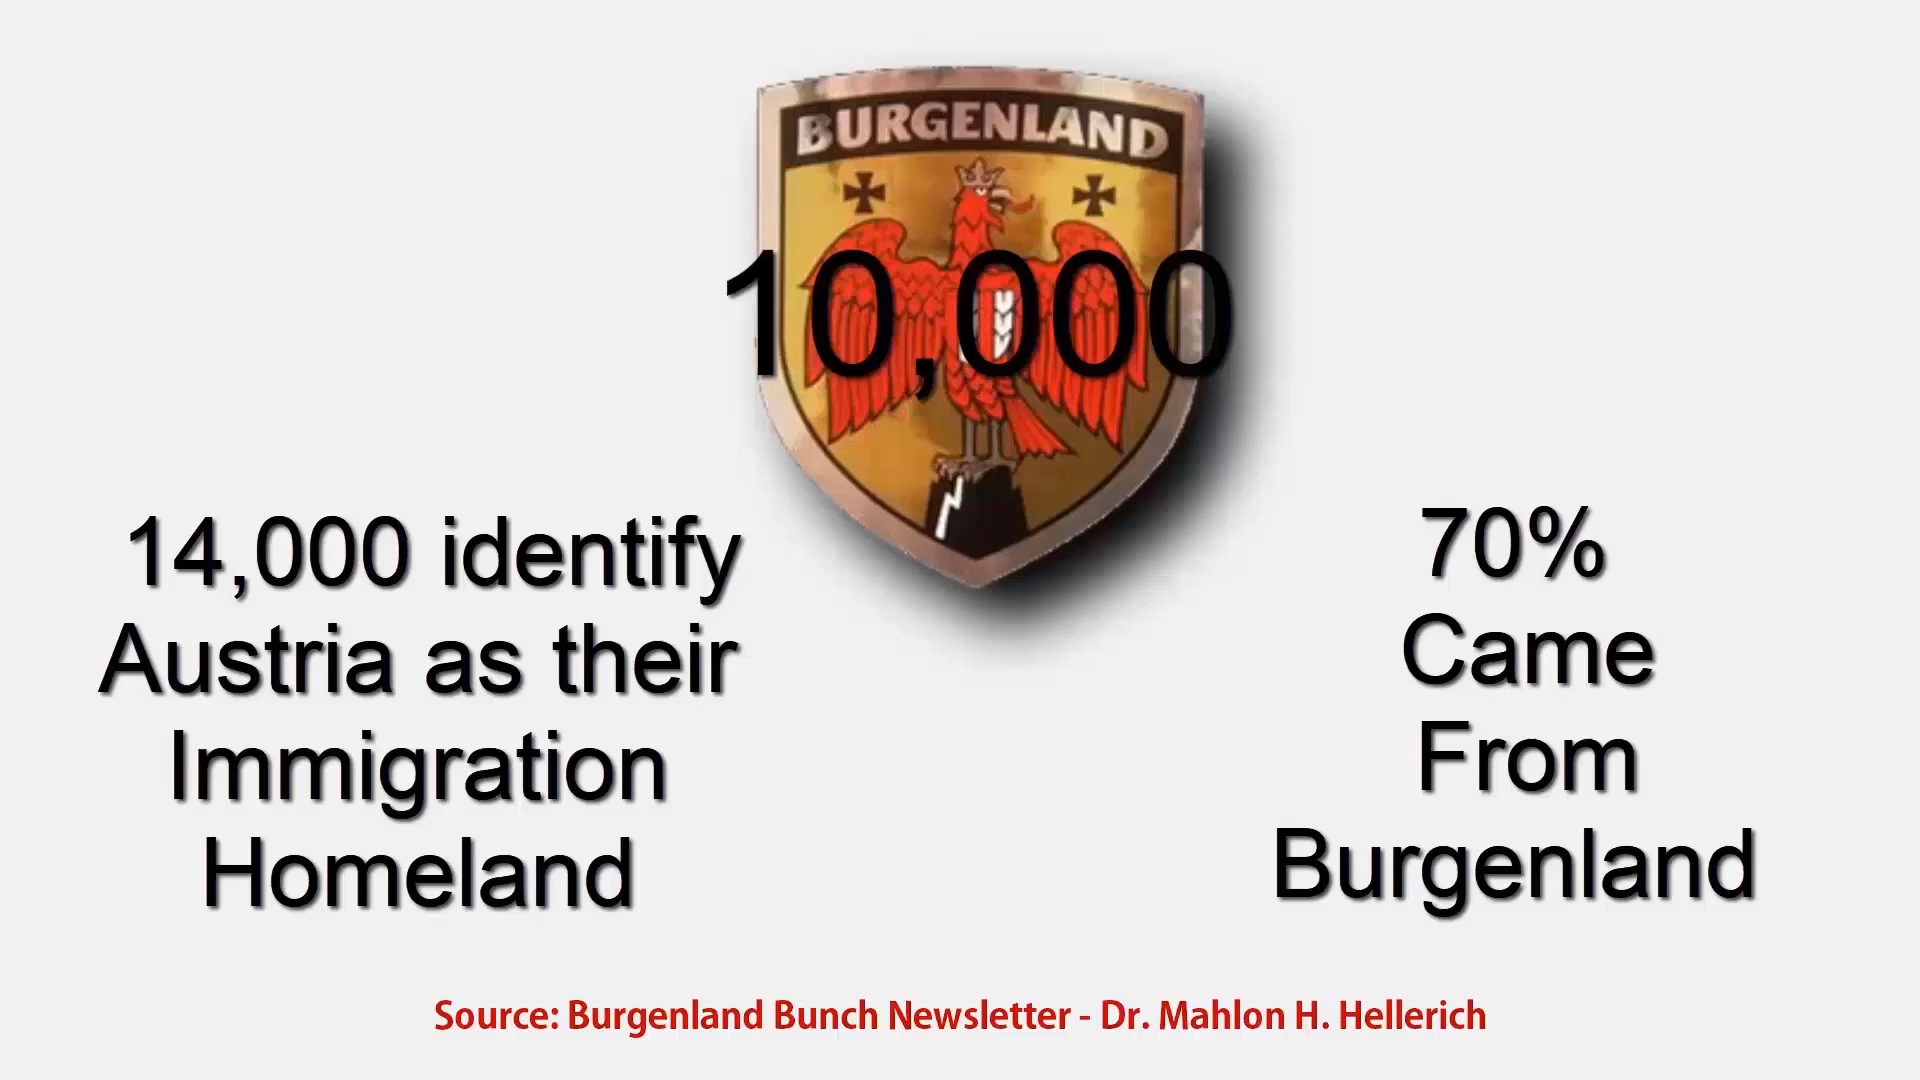 BURGENLAND
10,000
14,000 identify
Austria as their
Immigration
Homeland
70%
Came
From
Burgenland
Source: Burgenland Bunch Newsletter - Dr. Mahlon H. Hellerich